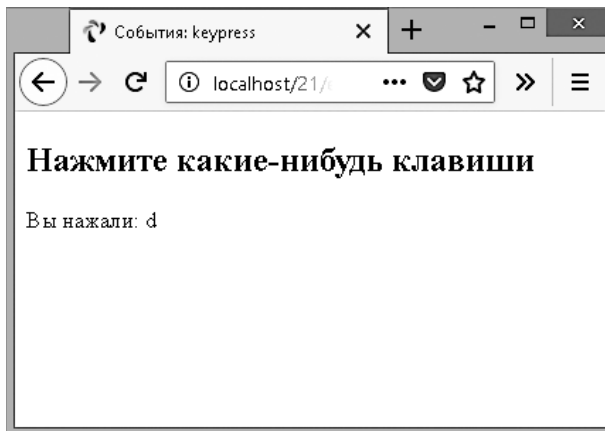 События: keypress
localhost/21/
Нажмите какие-нибудь клавиши
Вы нажали: d